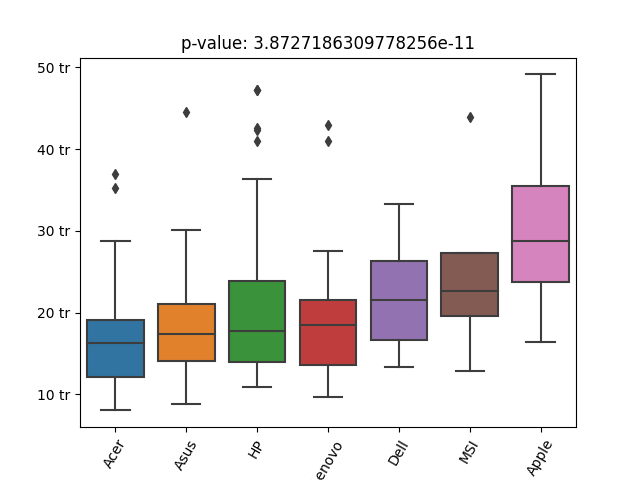 p-value: 3.8727186309778256e-11
50 tr
40 tr
30 tr
20 tr
10 tr
Acer
Asus
HP
enovo
Dell
MSI
Apple